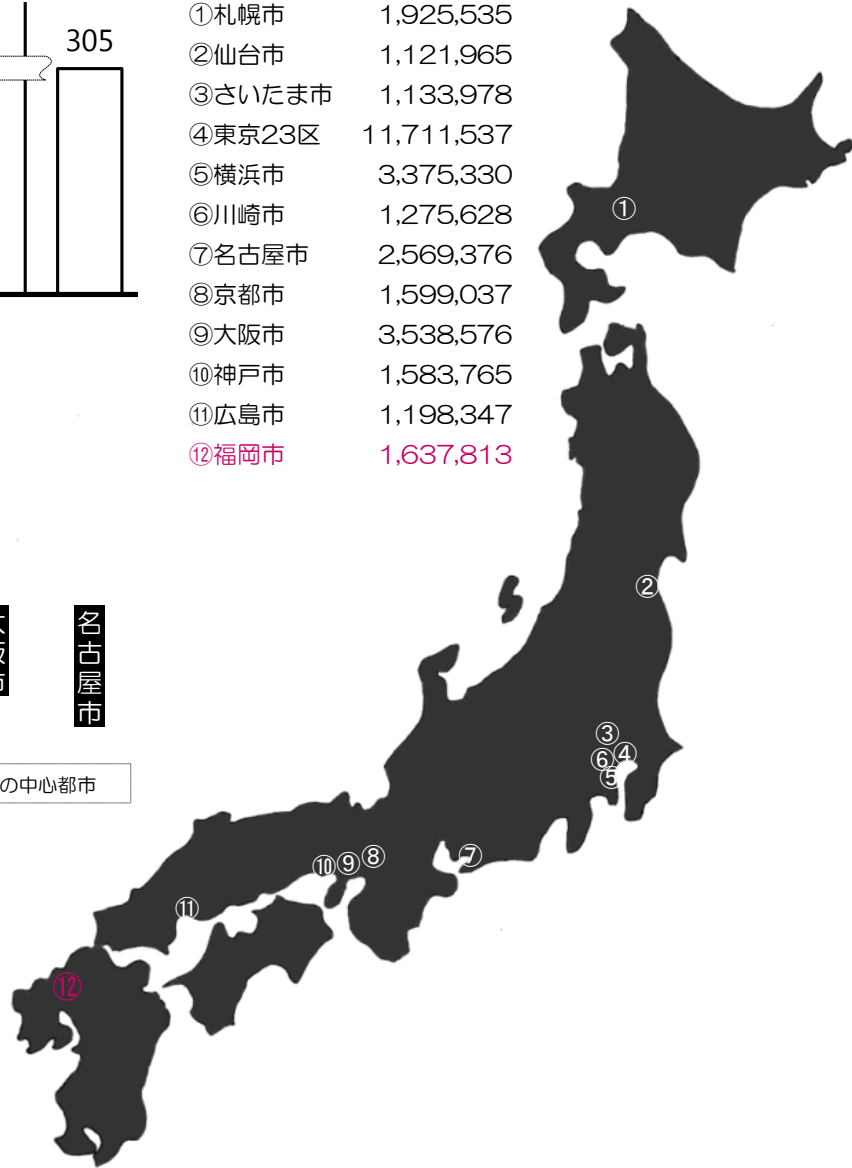 305
①札幌市 1,925,535
②仙台市 1,121,965
③さいたま市 1,133,978
④東京23区 11,711,537
⑤横浜市 3,375,330
⑥川崎市 1,275,628
⑦名古屋市 2,569,376
⑧京都市 1,599,037
⑨大阪市 3,538,576
⑩神戸市 1,583,765
⑪広島市 1,198,347
⑫福岡市 1,637,813
①
②
③
④
⑥
⑤
⑦
⑧
⑨
⑩
⑪
⑫
名古屋市
の中心都市